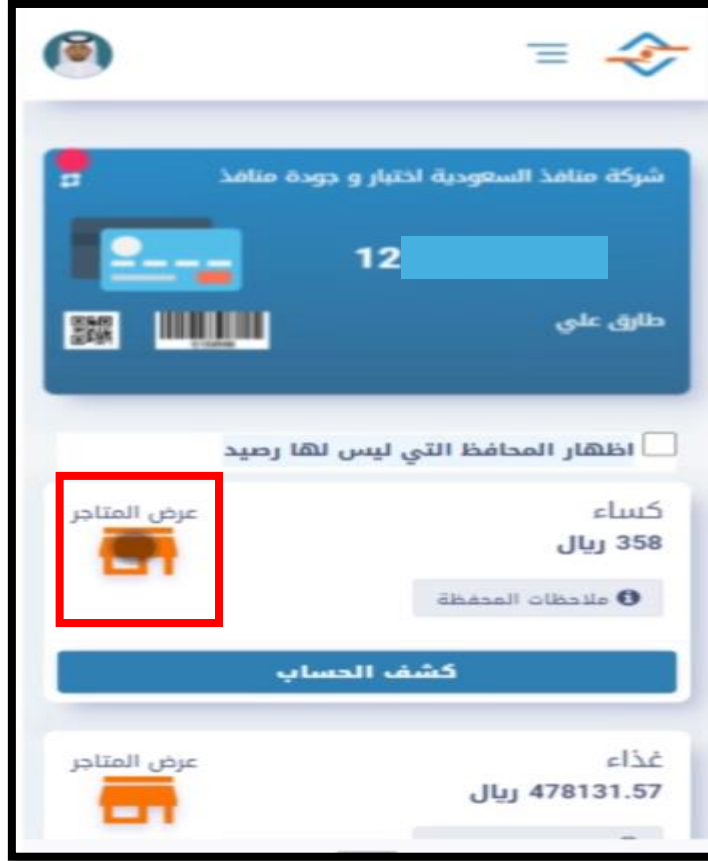 شركة منافذ السعودية اختبار و جودة منافذ
12
طارق علي
اظهار المحافظ التي ليس لها رصيد
كساء
عرض المتاجر
358 ريال
ملاحظات المحفظة
كشف الحساب
غذاء
عرض المتاجر
478131.57 ريال